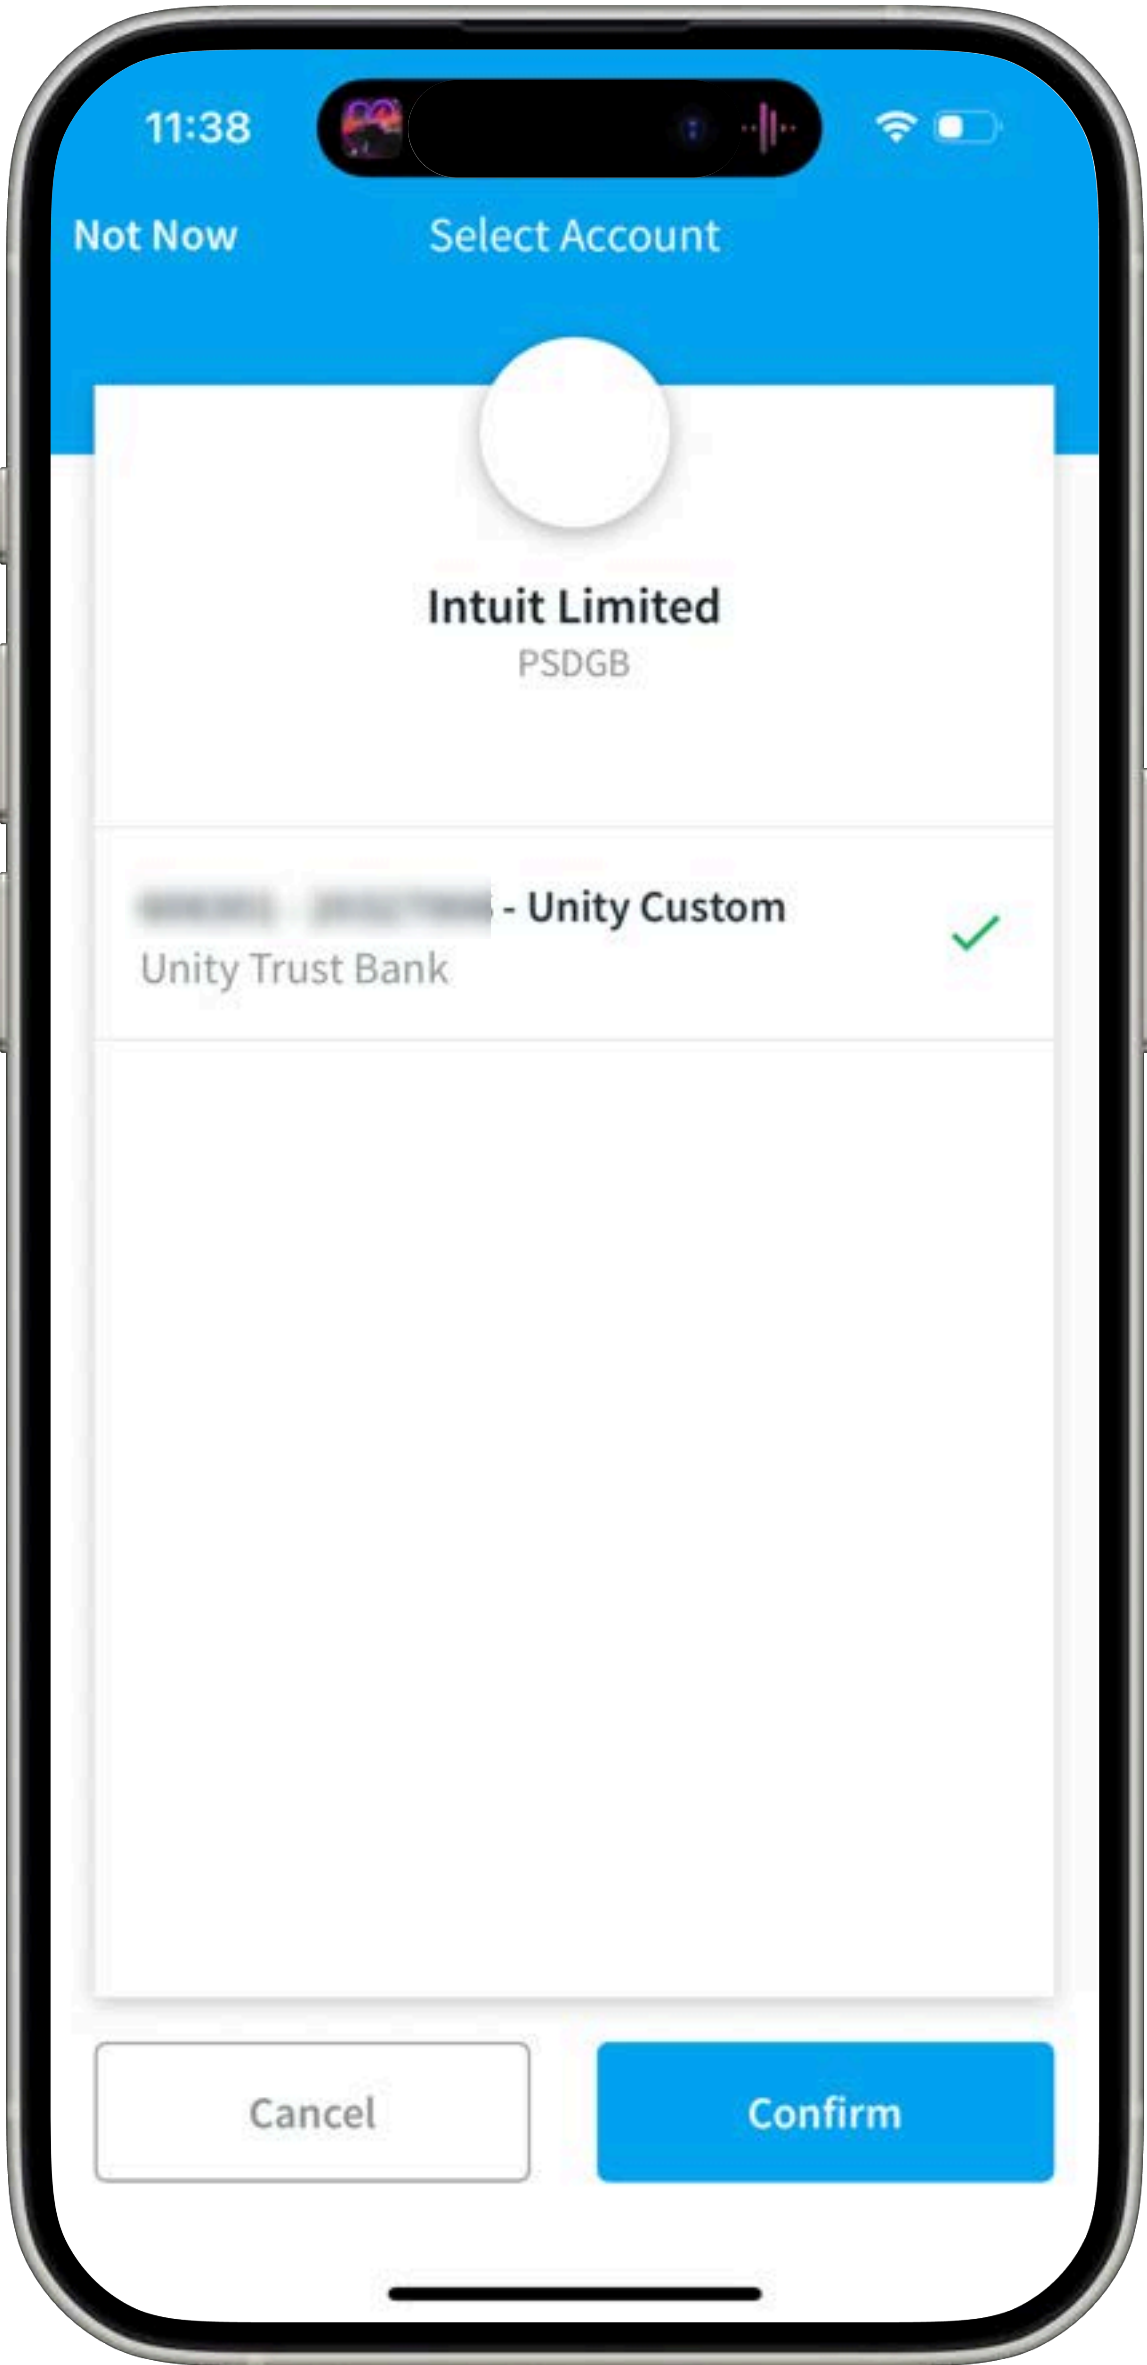 11:38
Not Now
Select Account
Intuit Limited
PSDGB
- Unity Custom
Unity Trust Bank
Cancel
Confirm